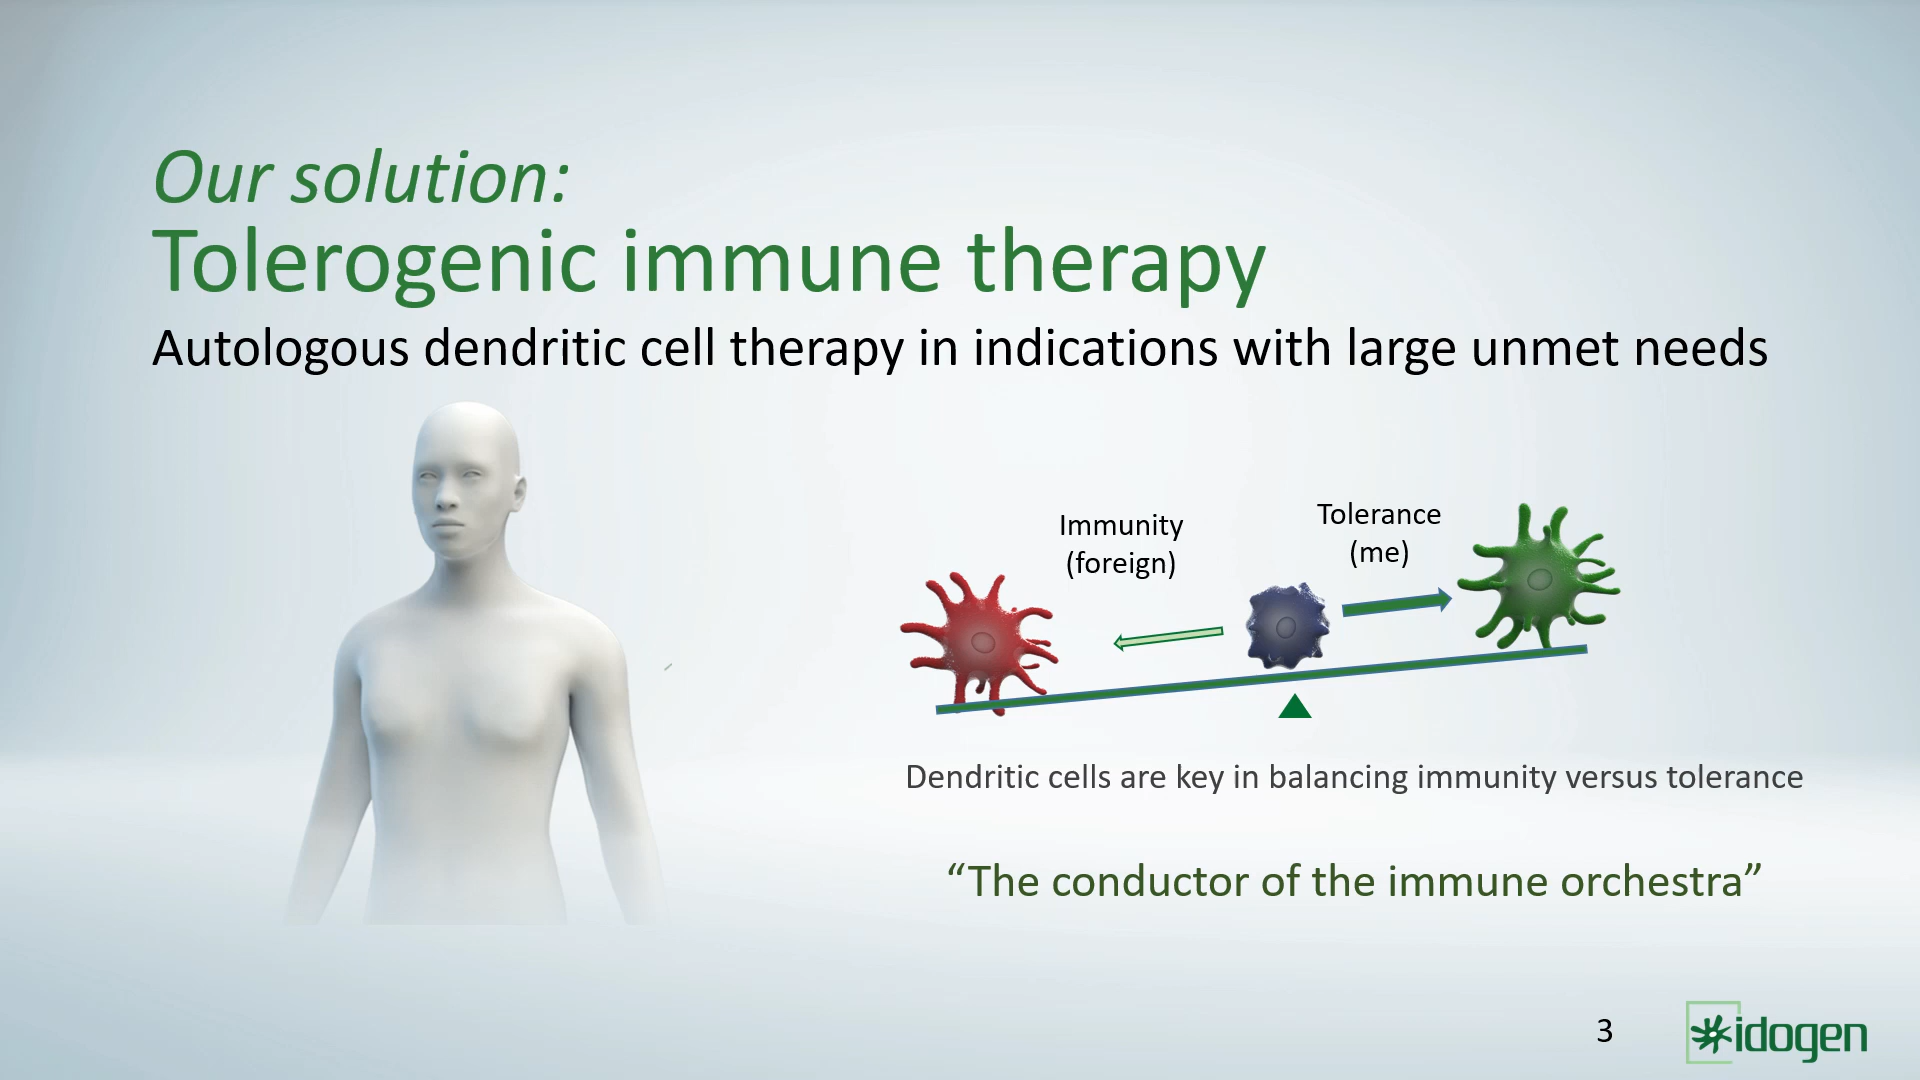 Our solution:
Tolerogenic immune therapy
Autologous dendritic cell therapy in indications with large unmet needs
Immunity
(foreign)
Tolerance
(me)
Dendritic cells are key in balancing immunity versus tolerance
“The conductor of the immune orchestra”
3
idogen